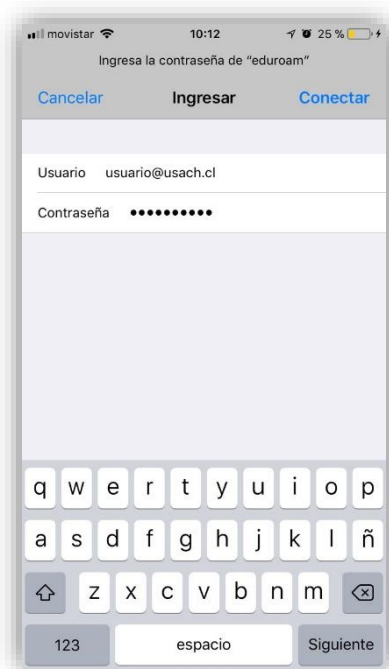 movistar 10:12 25 %
Ingresa la contraseña de “eduroam”
Cancelar Ingresar Conectar
Usuario usuario@usach.cl
Contraseña ••••••••••
q w e r t y u i o p
a s d f g h j k l ñ
z x c v b n m
123 espacio Siguiente